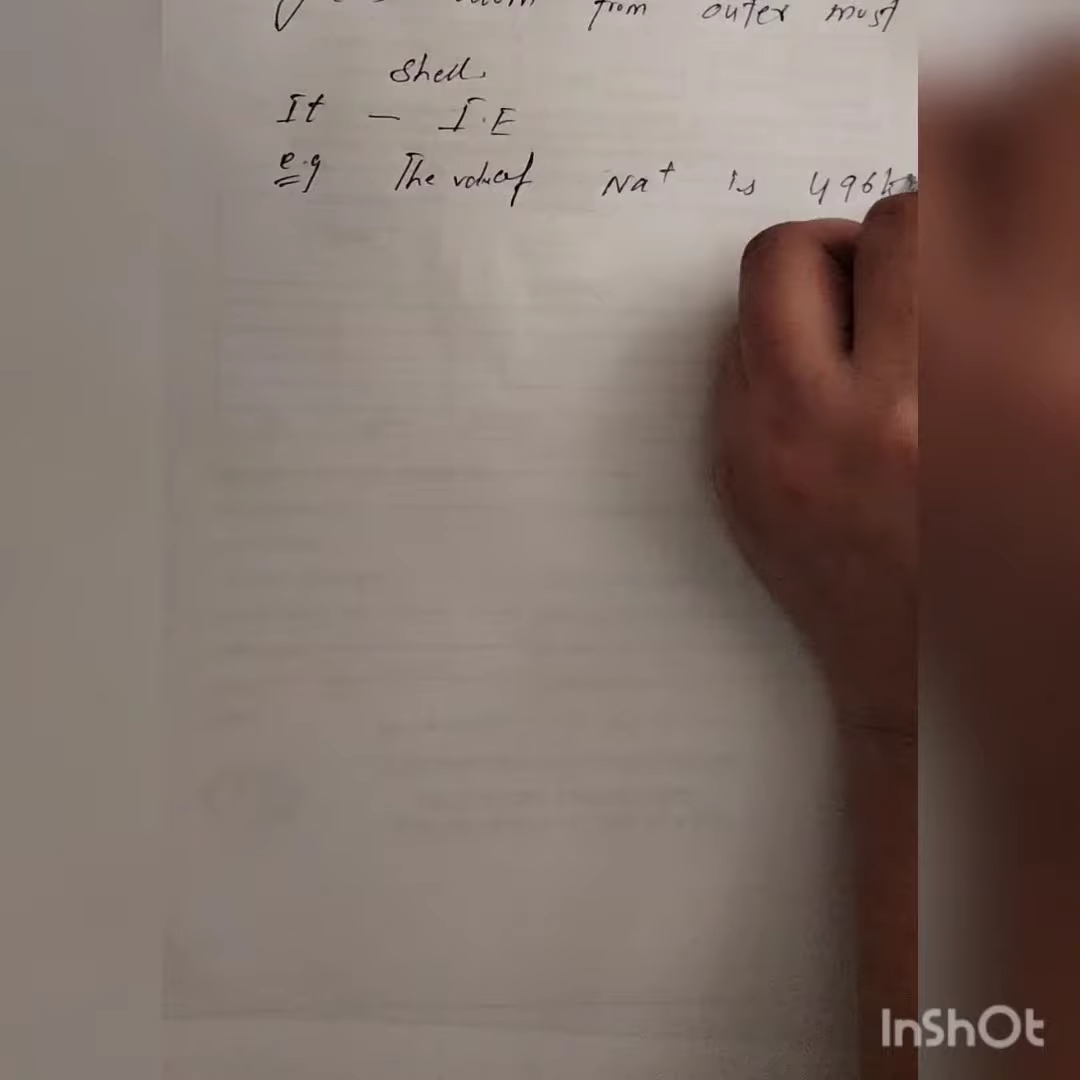 from outer most
shell.
It - I.E
e.g The value of Na+ is 496k
InShOt